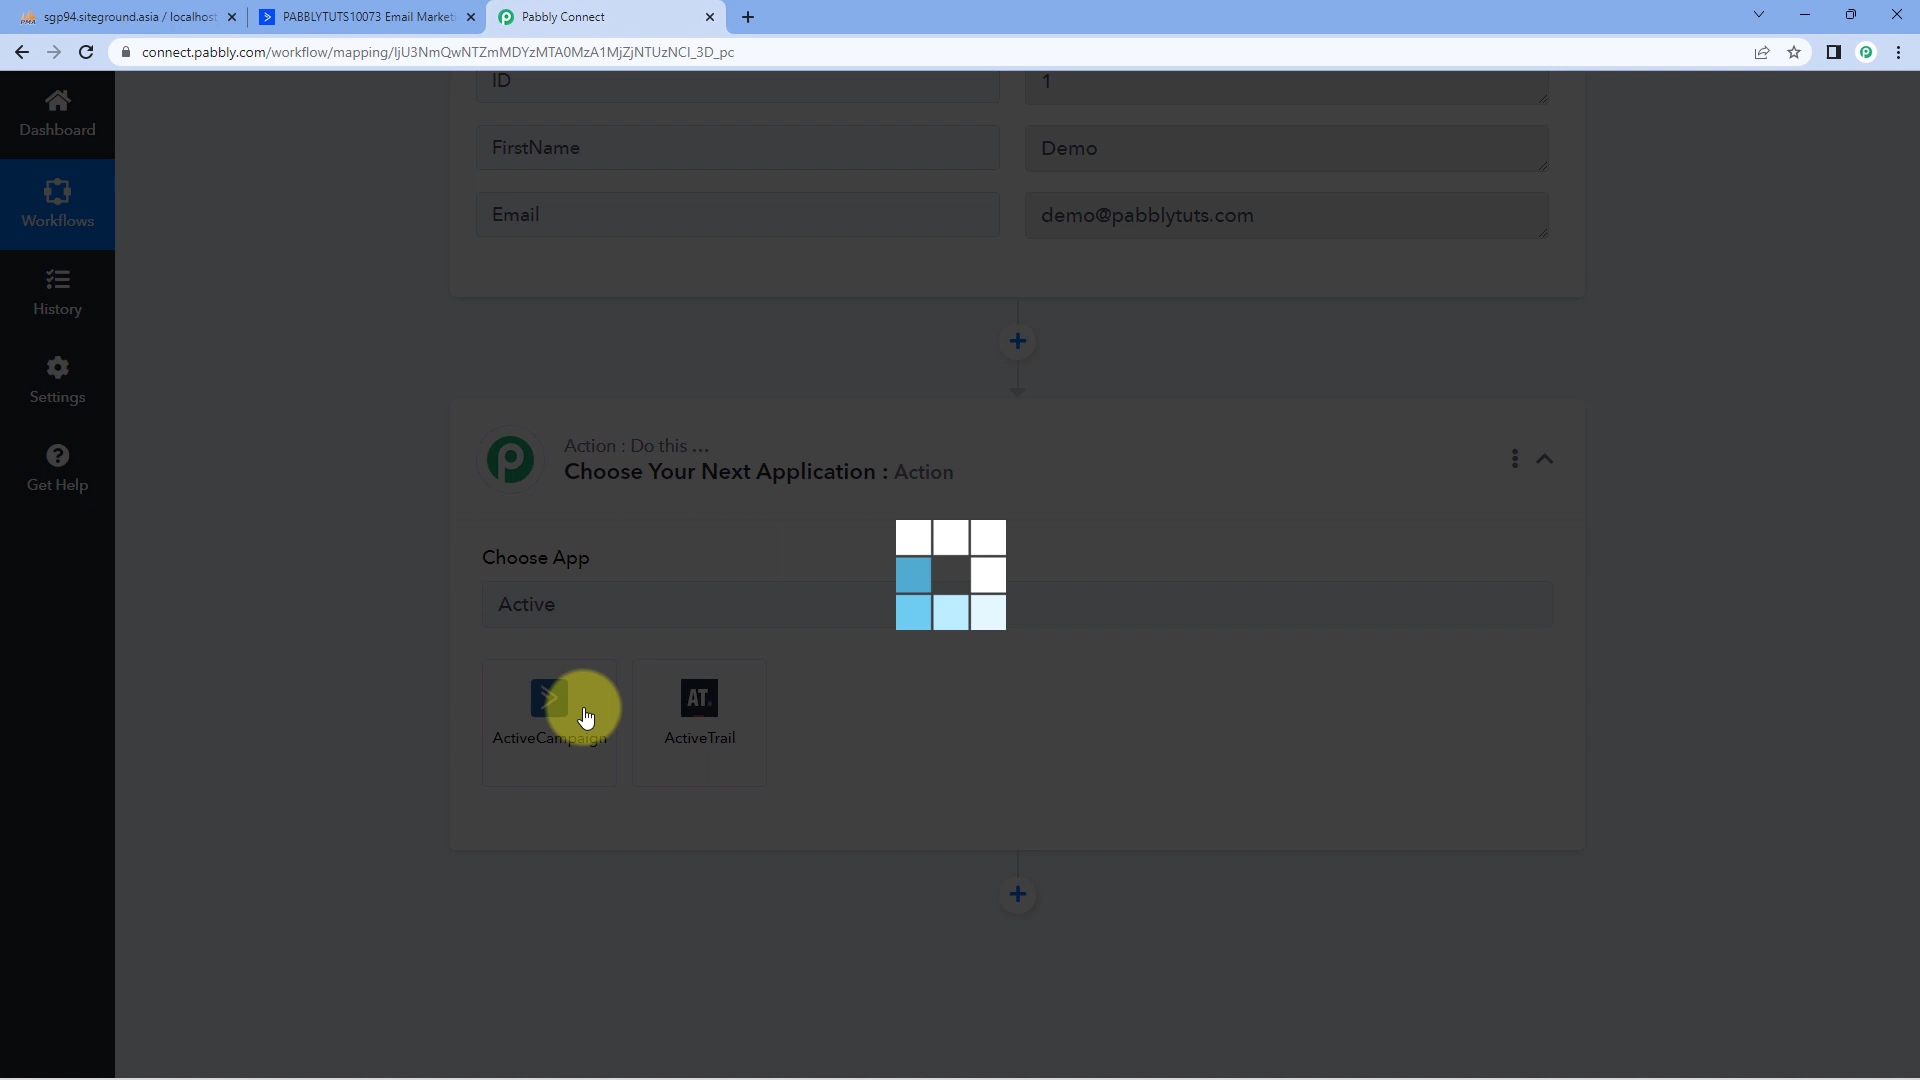 sgp94.siteground.asia / localhost
PABBLYTUTS10073 Email Marketi
Pabbly Connect
connect.pabbly.com/workflow/mapping/IjU3NmQwNTZmMDYzMTA0MzA1MjZjNTUzNCI_3D_pc
Dashboard
Workflows
History
Settings
Get Help
ID
1
FirstName
Demo
Email
demo@pabblytuts.com
Action : Do this ...
Choose Your Next Application : Action
Choose App
Active
ActiveCampaign
AT.
ActiveTrail